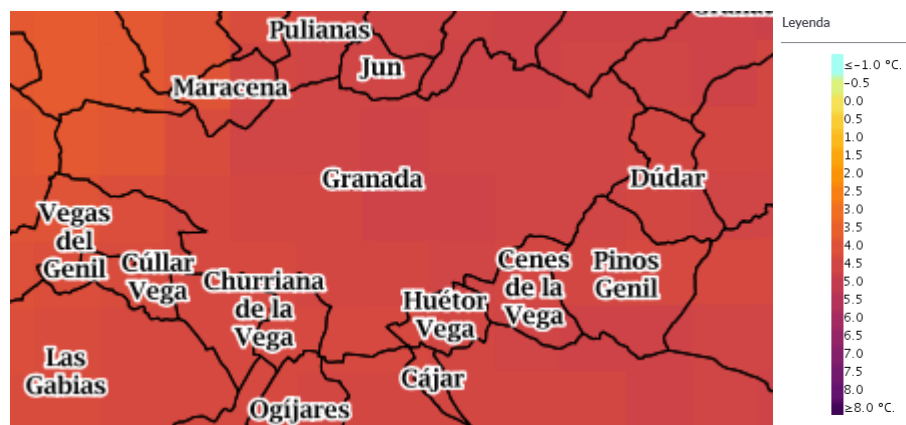 Pulianas
Jun
Maracena
Granada
Dúdar
Vegas
del
Genil
Cúllar
Vega
Churriana
de la
Vega
Huétor
Vega
Cenes
de la
Vega
Pinos
Genil
Las
Gabias
Cájar
Ogíjares
Leyenda
≤–1.0 °C.
–0.5
0.0
0.5
1.0
1.5
2.0
2.5
3.0
3.5
4.0
4.5
5.0
5.5
6.0
6.5
7.0
7.5
8.0
≥8.0 °C.